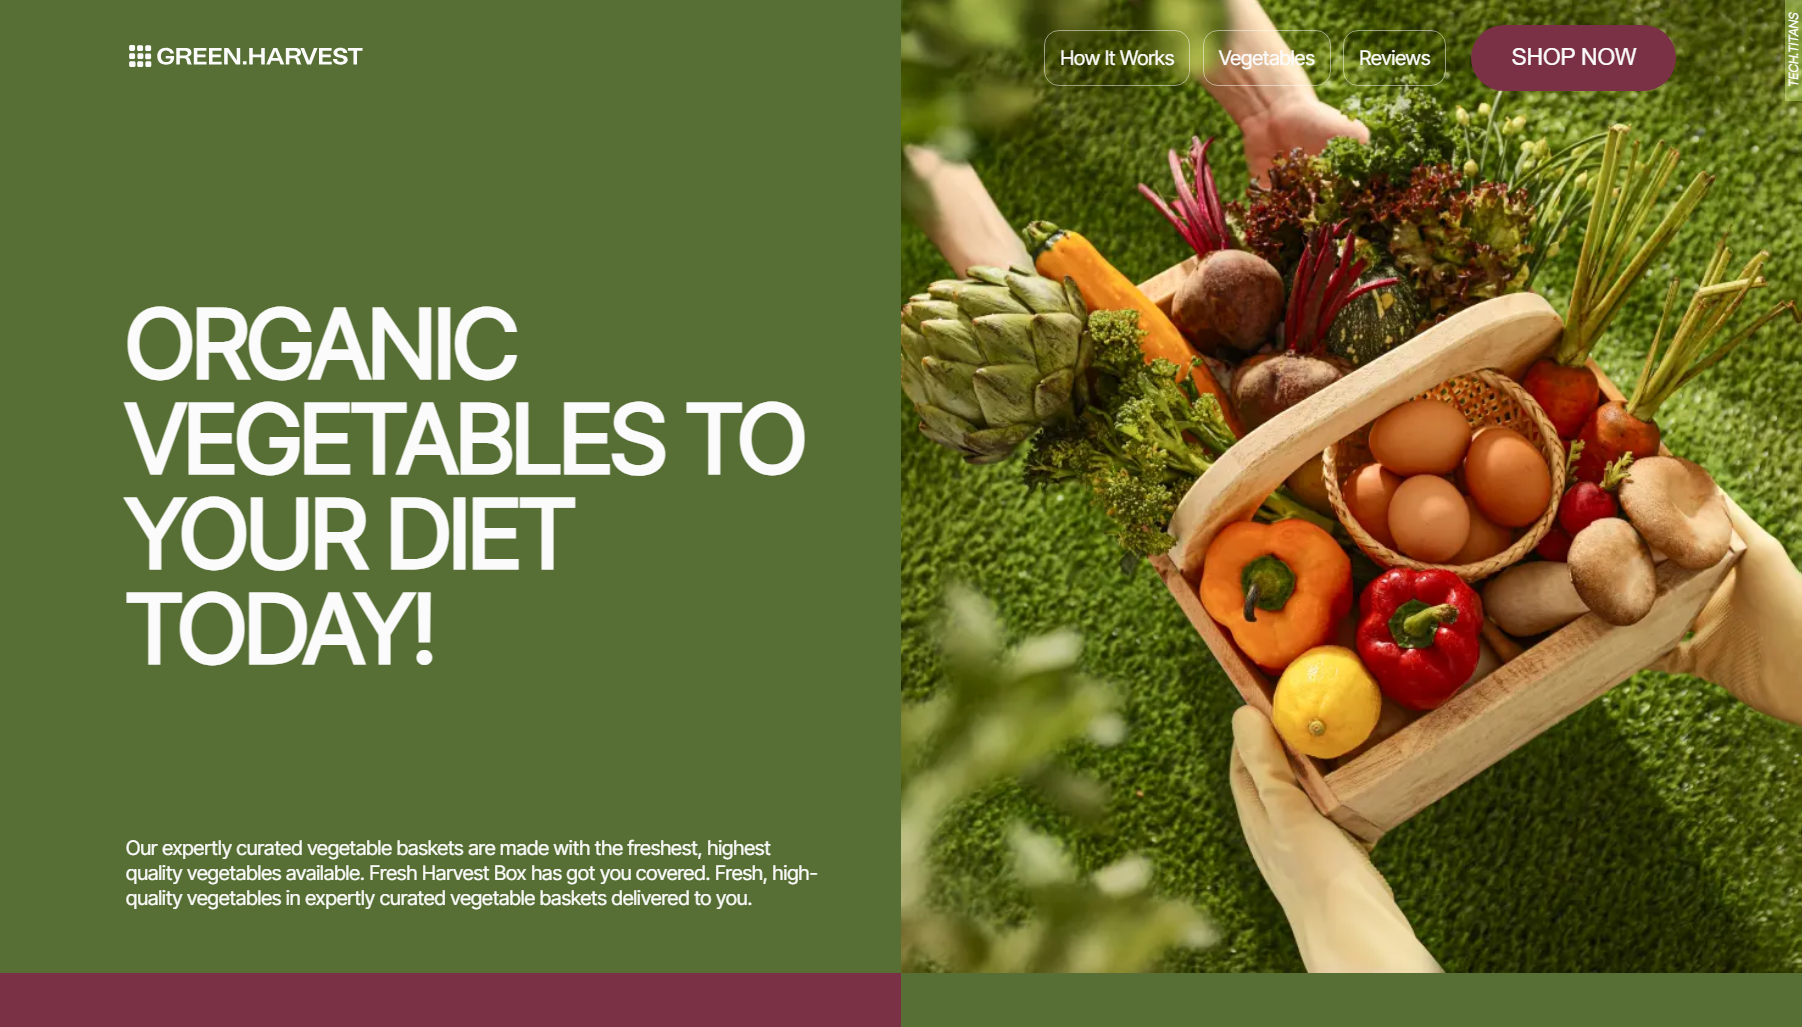 GREEN.HARVEST
How It Works
Vegetables
Reviews
SHOP NOW
TECH.TITANS
ORGANIC
VEGETABLES TO
YOUR DIET
TODAY!
Our expertly curated vegetable baskets are made with the freshest, highest
quality vegetables available. Fresh Harvest Box has got you covered. Fresh, high-
quality vegetables in expertly curated vegetable baskets delivered to you.